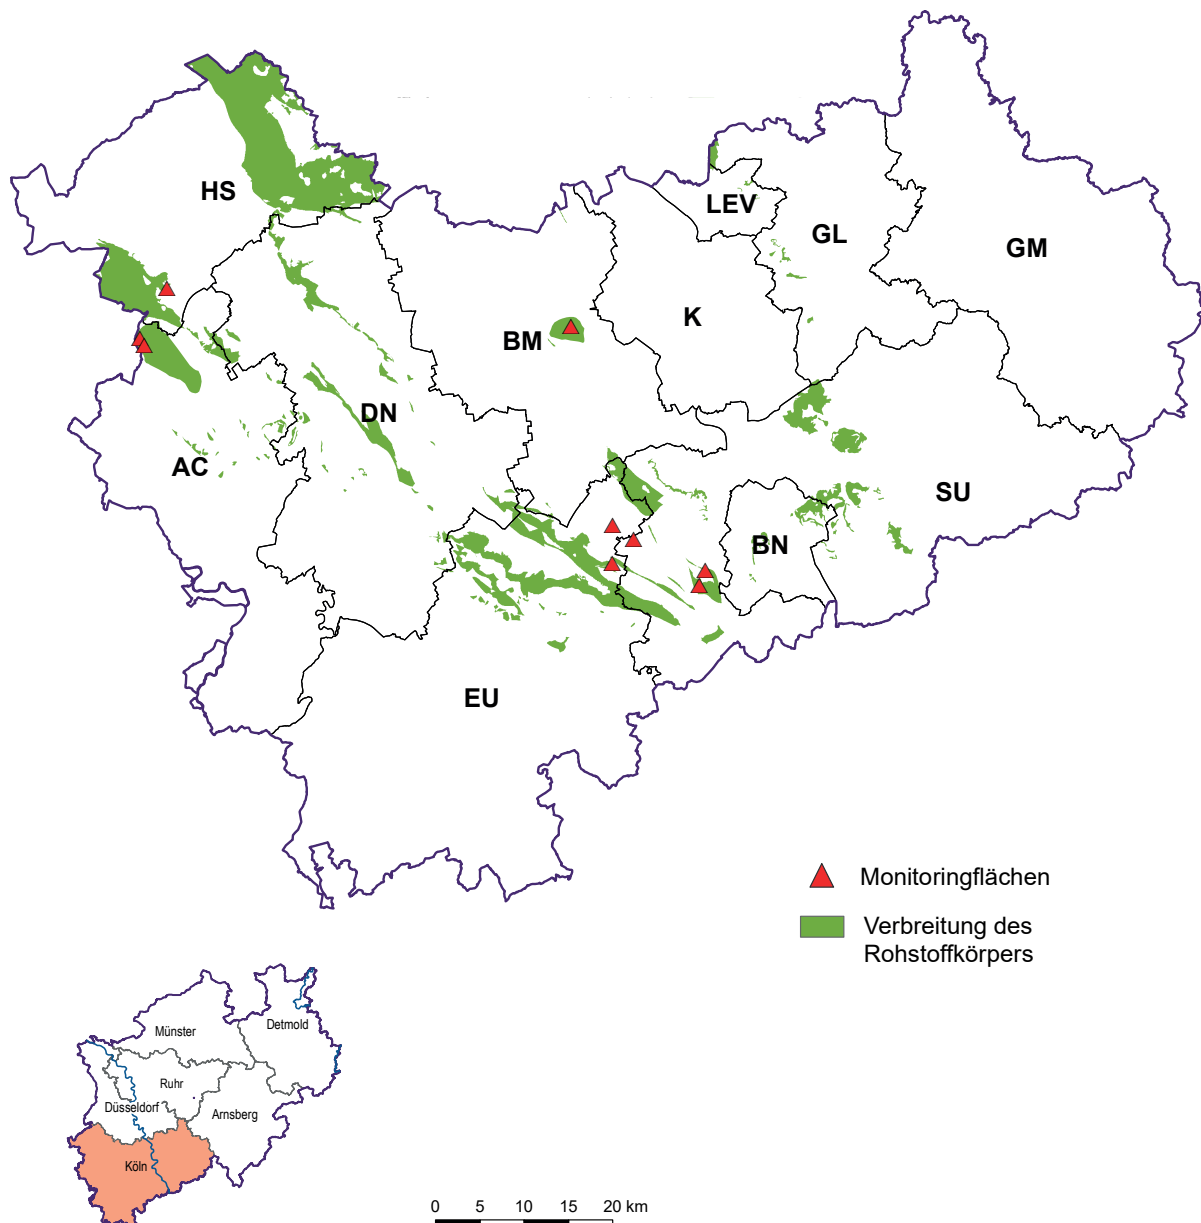 HS
LEV
GL
GM
K
BM
DN
AC
SU
BN
EU
Monitoringflächen
Verbreitung des
Rohstoffkörpers
Münster
Detmold
Ruhr
Düsseldorf
Arnsberg
Köln
0 5 10 15 20 km